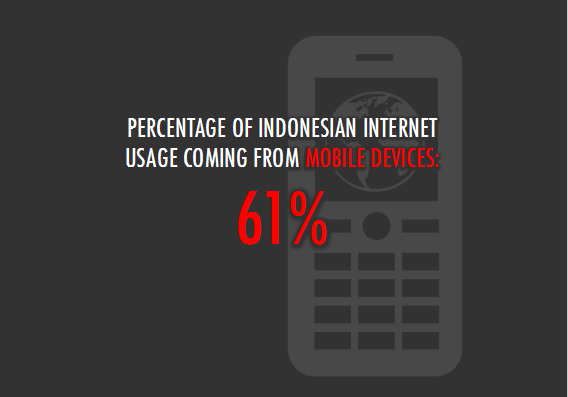 PERCENTAGE OF INDONESIAN INTERNET
USAGE COMING FROM MOBILE DEVICES:
61%